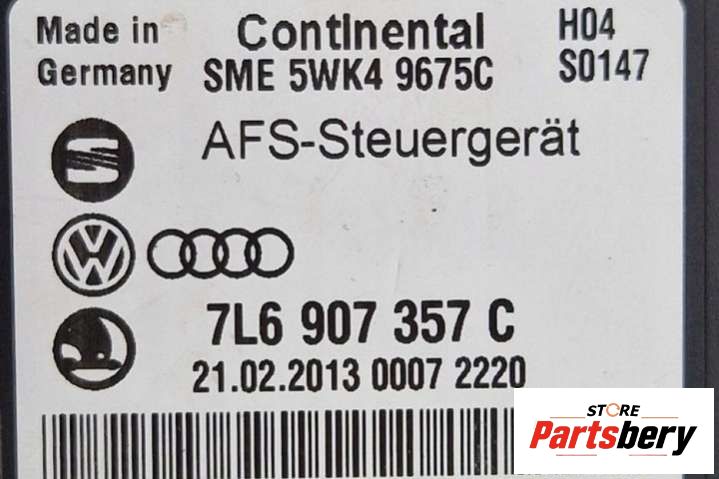 Made in
Germany
Continental
SME 5WK4 9675C
H04
S0147
AFS-Steuergerät
7L6 907 357 C
21.02.2013 0007 2220
STORE
Partsbery